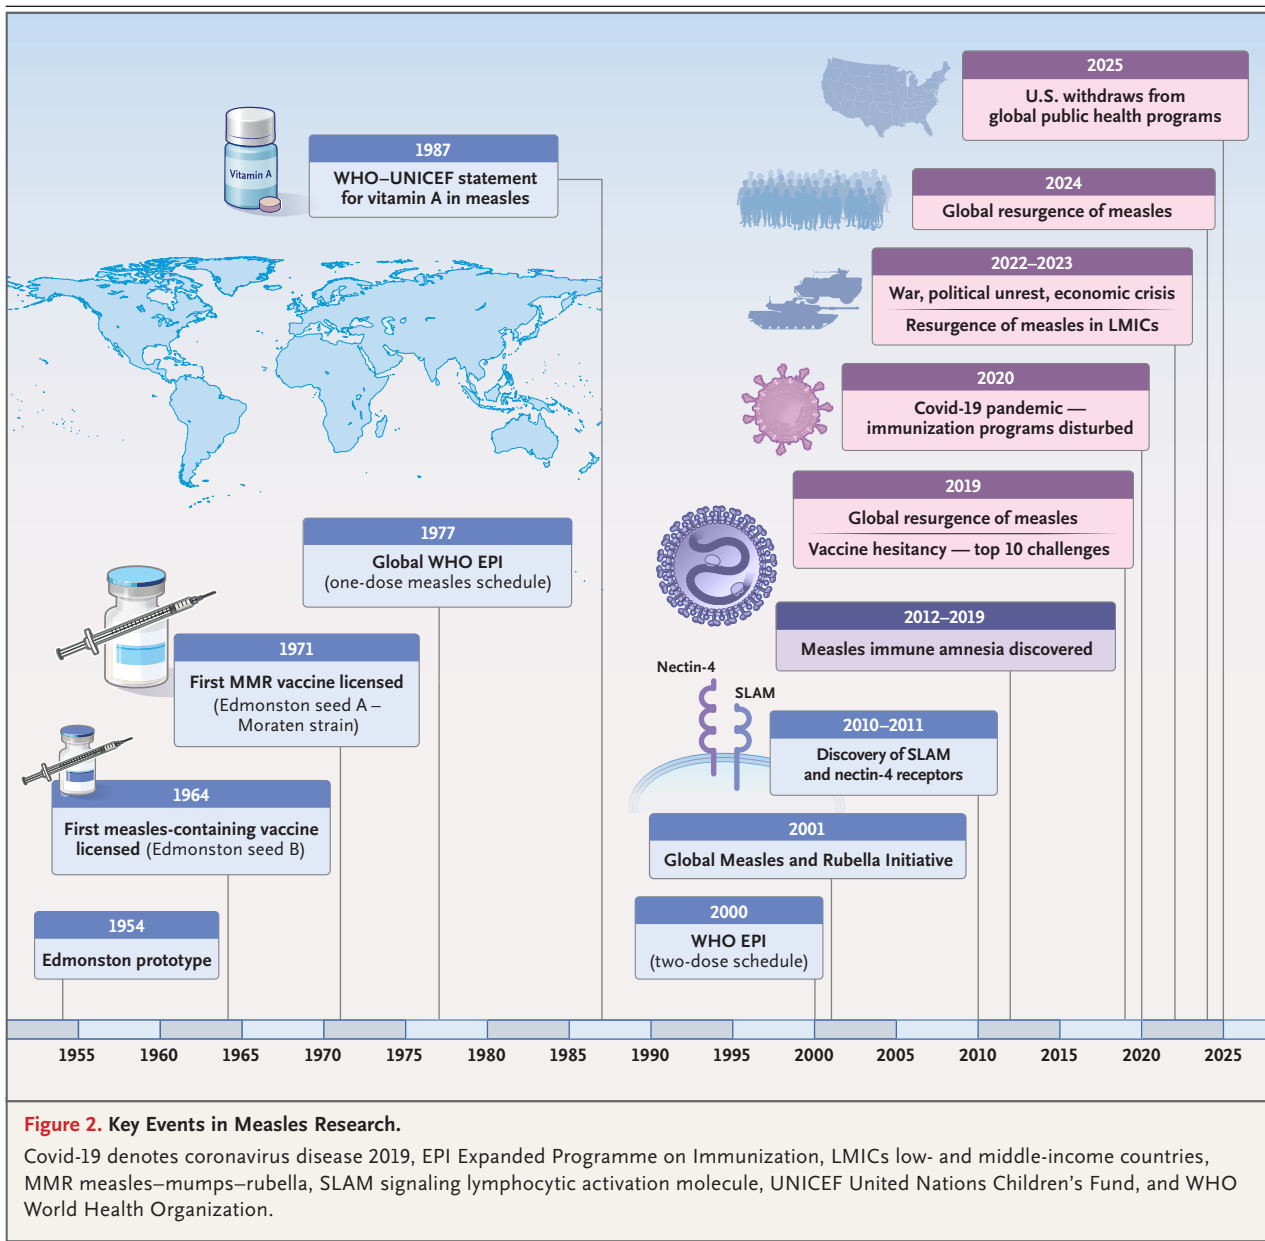 2025
U.S. withdraws from
global public health programs
1987
WHO–UNICEF statement
for vitamin A in measles
Vitamin A
2024
Global resurgence of measles
2022–2023
War, political unrest, economic crisis
Resurgence of measles in LMICs
2020
Covid-19 pandemic —
immunization programs disturbed
2019
Global resurgence of measles
Vaccine hesitancy — top 10 challenges
1977
Global WHO EPI
(one-dose measles schedule)
2012–2019
Measles immune amnesia discovered
1971
First MMR vaccine licensed
(Edmonston seed A –
Moraten strain)
Nectin-4
SLAM
2010–2011
Discovery of SLAM
and nectin-4 receptors
1964
First measles-containing vaccine
licensed (Edmonston seed B)
2001
Global Measles and Rubella Initiative
2000
WHO EPI
(two-dose schedule)
1954
Edmonston prototype
1955 1960 1965 1970 1975 1980 1985 1990 1995 2000 2005 2010 2015 2020 2025
Figure 2. Key Events in Measles Research.
Covid-19 denotes coronavirus disease 2019, EPI Expanded Programme on Immunization, LMICs low- and middle-income countries,
MMR measles–mumps–rubella, SLAM signaling lymphocytic activation molecule, UNICEF United Nations Children’s Fund, and WHO
World Health Organization.